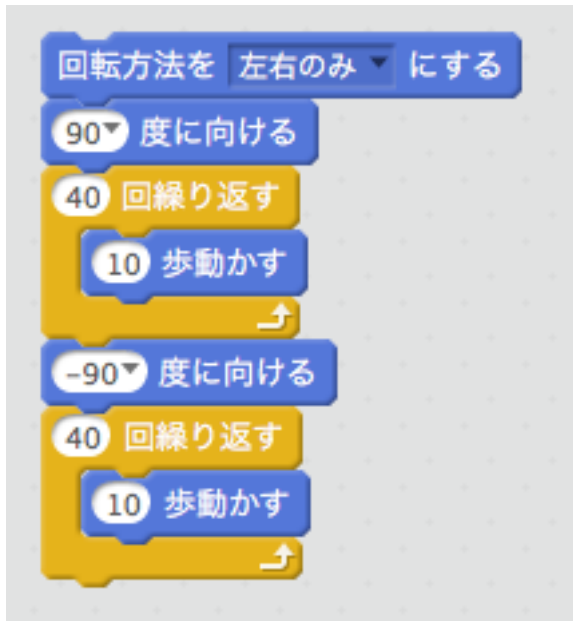 回転方法を 左右のみ にする
90 度に向ける
40 回繰り返す
10 歩動かす
-90 度に向ける
40 回繰り返す
10 歩動かす